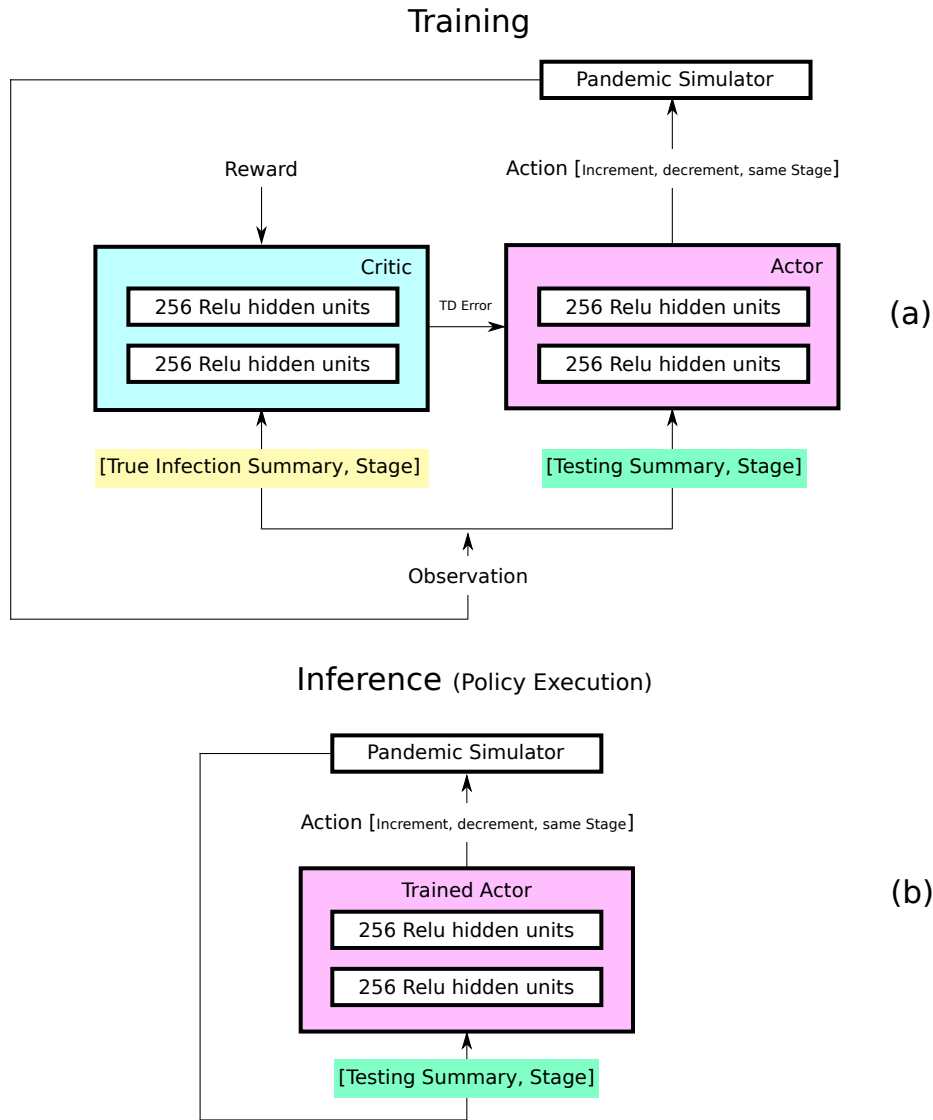 Training
Pandemic Simulator
Action [Increment, decrement, same Stage]
Reward
Critic
256 Relu hidden units
256 Relu hidden units
TD Error
Actor
256 Relu hidden units
256 Relu hidden units
(a)
[True Infection Summary, Stage]
[Testing Summary, Stage]
Observation
Inference (Policy Execution)
Pandemic Simulator
Action [Increment, decrement, same Stage]
Trained Actor
256 Relu hidden units
256 Relu hidden units
(b)
[Testing Summary, Stage]